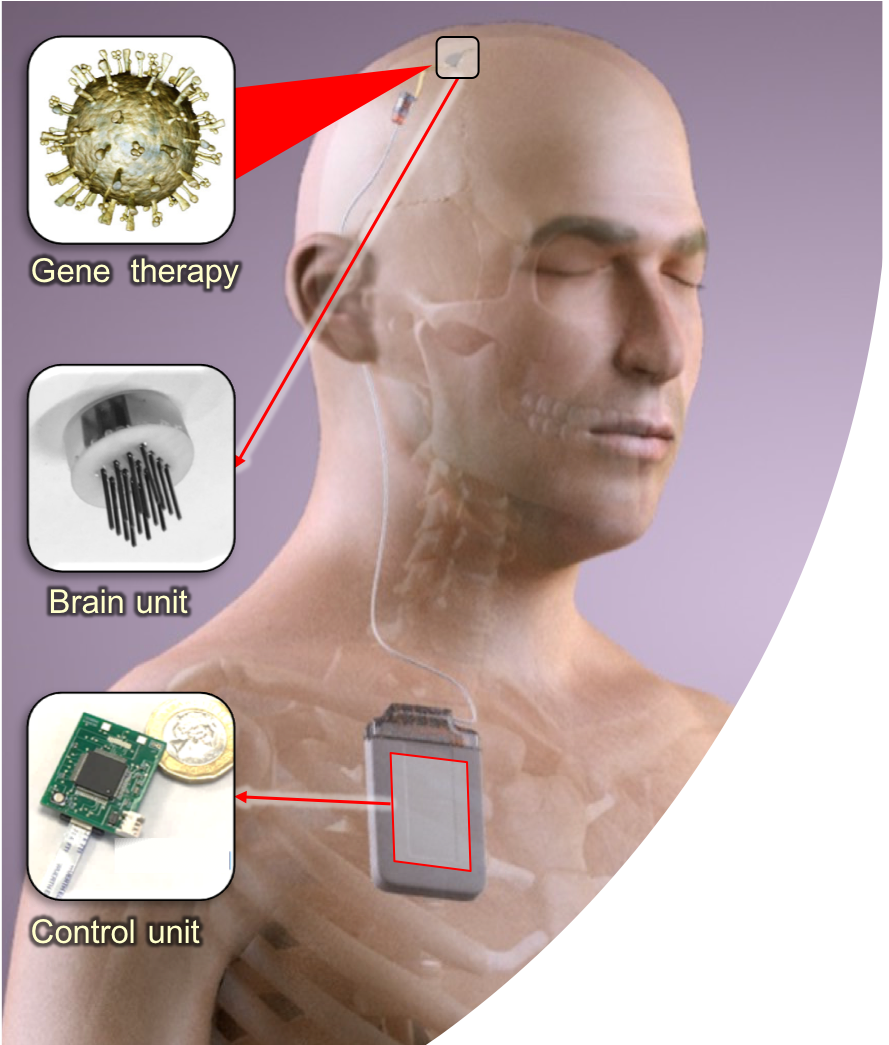 Gene therapy
Brain unit
Control unit